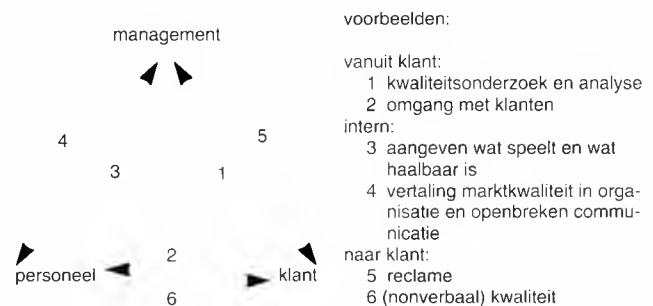 management
4
5
3
1
2
personeel
klant
6
voorbeelden:
vanuit klant:
1 kwaliteitsonderzoek en analyse
2 omgang met klanten
intern:
3 aangeven wat speelt en wat
haalbaar is
4 vertaling marktkwaliteit in orga-
nisatie en openbreken commu-
nicatie
naar klant:
5 reclame
6 (nonverbaal) kwaliteit